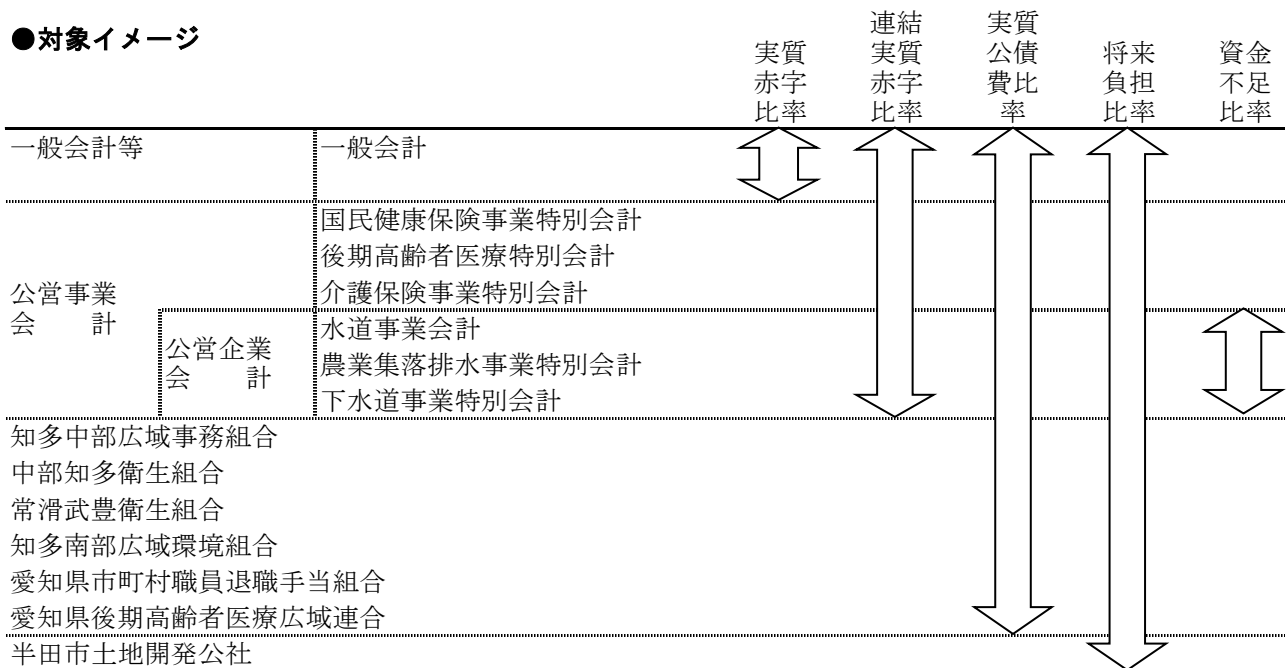 ●対象イメージ
実質
赤字
比率
連結
実質
赤字
比率
実質
公債
費比
率
将来
負担
比率
資金
不足
比率
一般会計等
一般会計
公営事業
会　　計
国民健康保険事業特別会計
後期高齢者医療特別会計
介護保険事業特別会計
公営企業
会　　計
水道事業会計
農業集落排水事業特別会計
下水道事業特別会計
知多中部広域事務組合
中部知多衛生組合
常滑武豊衛生組合
知多南部広域環境組合
愛知県市町村職員退職手当組合
愛知県後期高齢者医療広域連合
半田市土地開発公社